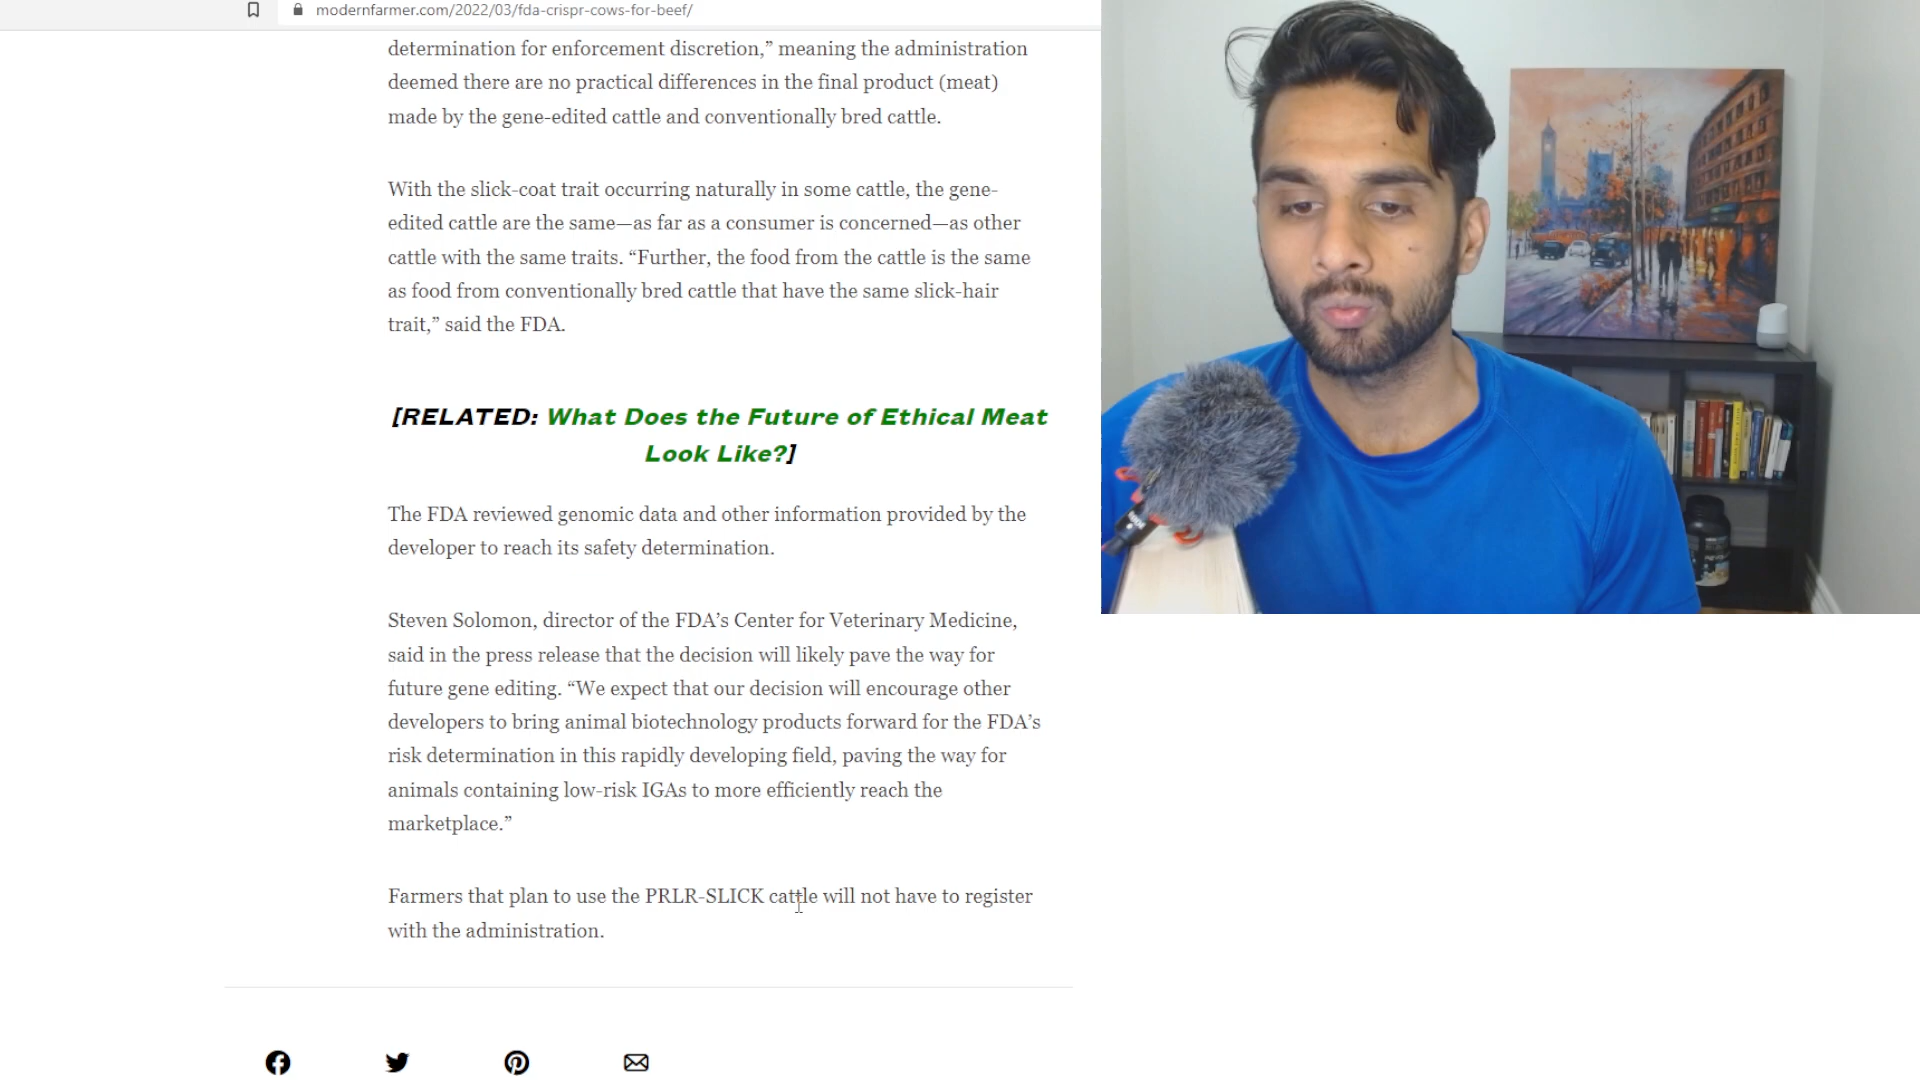 modernfarmer.com/2022/03/fda-crispr-cows-for-beef/
determination for enforcement discretion,” meaning the administration
deemed there are no practical differences in the final product (meat)
made by the gene-edited cattle and conventionally bred cattle.
With the slick-coat trait occurring naturally in some cattle, the gene-
edited cattle are the same—as far as a consumer is concerned—as other
cattle with the same traits. “Further, the food from the cattle is the same
as food from conventionally bred cattle that have the same slick-hair
trait,” said the FDA.
[RELATED: What Does the Future of Ethical Meat
Look Like?]
The FDA reviewed genomic data and other information provided by the
developer to reach its safety determination.
Steven Solomon, director of the FDA’s Center for Veterinary Medicine,
said in the press release that the decision will likely pave the way for
future gene editing. “We expect that our decision will encourage other
developers to bring animal biotechnology products forward for the FDA’s
risk determination in this rapidly developing field, paving the way for
animals containing low-risk IGAs to more efficiently reach the
marketplace.”
Farmers that plan to use the PRLR-SLICK cattle will not have to register
with the administration.